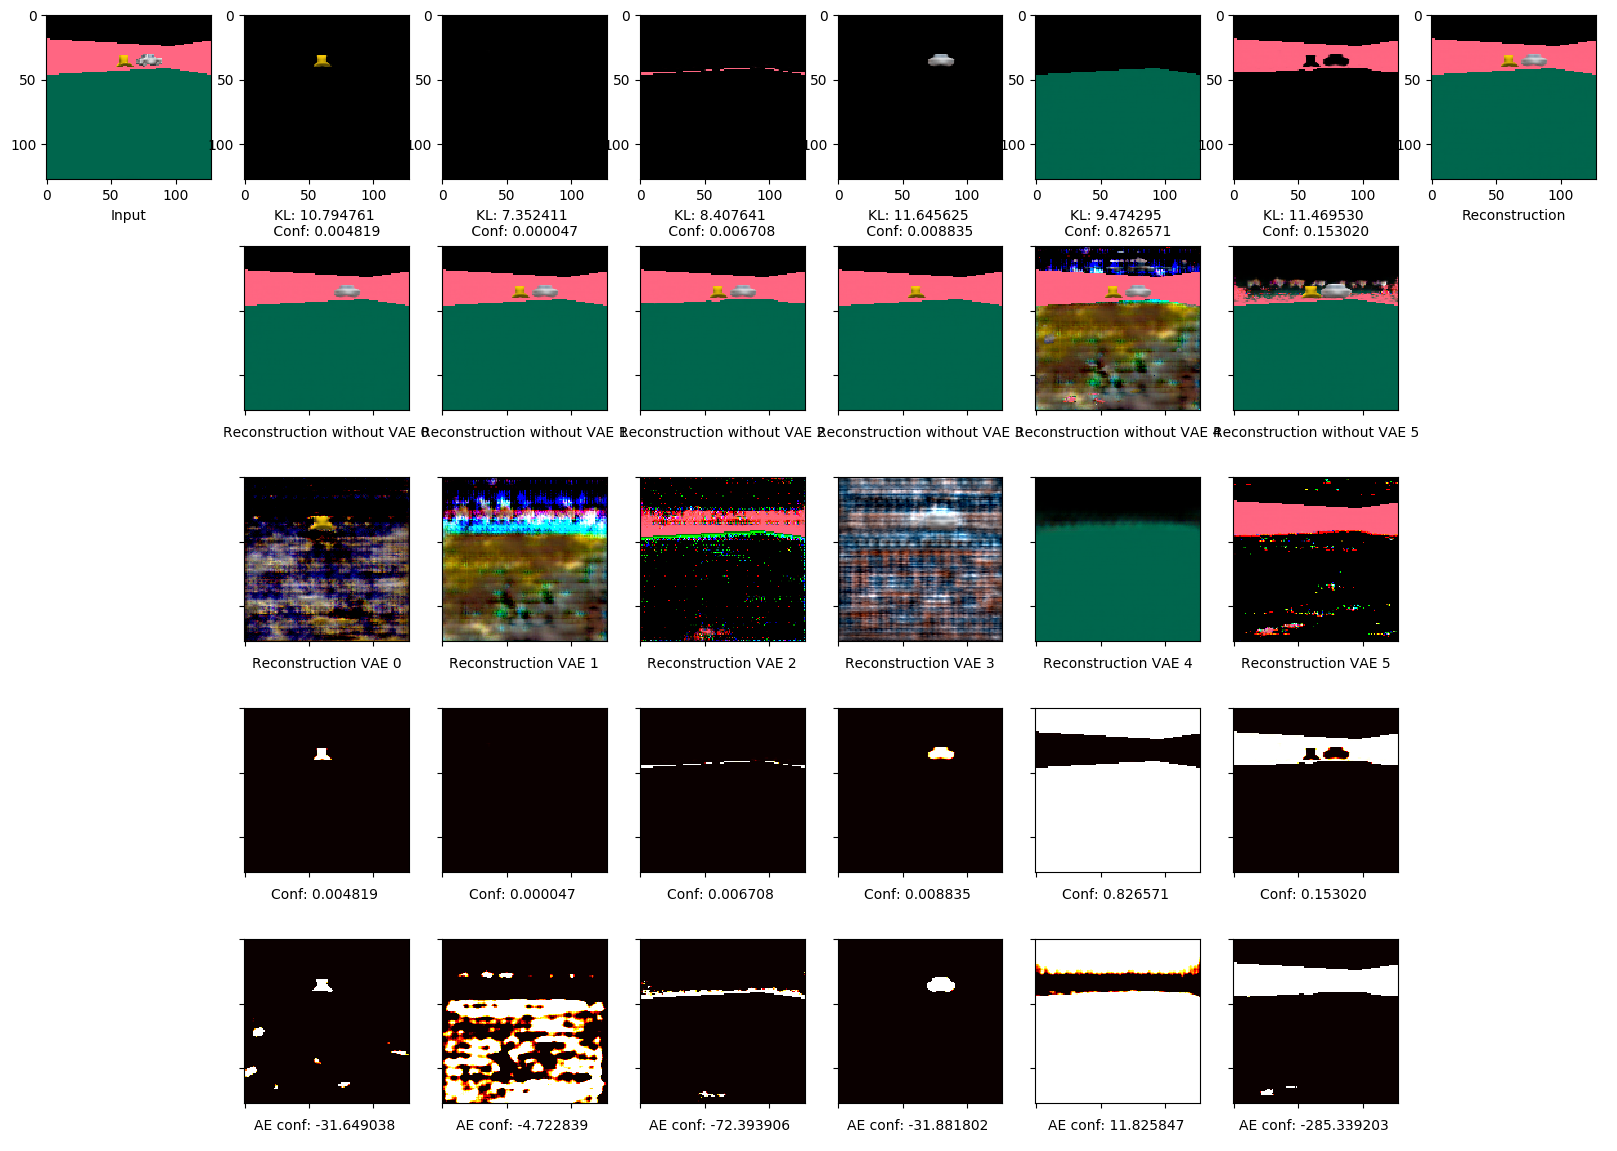 0
50
100
0 50 100
Input
0
50
100
0 50 100
KL: 10.794761
Conf: 0.004819
0
50
100
0 50 100
KL: 7.352411
Conf: 0.000047
0
50
100
0 50 100
KL: 8.407641
Conf: 0.006708
0
50
100
0 50 100
KL: 11.645625
Conf: 0.008835
0
50
100
0 50 100
KL: 9.474295
Conf: 0.826571
0
50
100
0 50 100
KL: 11.469530
Conf: 0.153020
0
50
100
0 50 100
Reconstruction
Reconstruction without VAE 0
Reconstruction without VAE 1
Reconstruction without VAE 2
Reconstruction without VAE 3
Reconstruction without VAE 4
Reconstruction without VAE 5
Reconstruction VAE 0
Reconstruction VAE 1
Reconstruction VAE 2
Reconstruction VAE 3
Reconstruction VAE 4
Reconstruction VAE 5
Conf: 0.004819
Conf: 0.000047
Conf: 0.006708
Conf: 0.008835
Conf: 0.826571
Conf: 0.153020
AE conf: -31.649038
AE conf: -4.722839
AE conf: -72.393906
AE conf: -31.881802
AE conf: 11.825847
AE conf: -285.339203